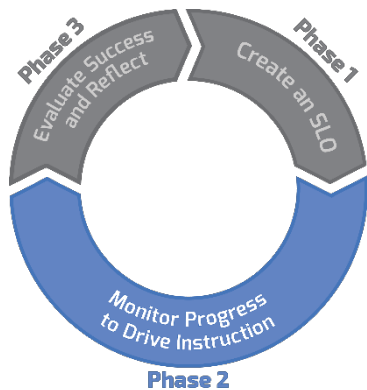 Phase 1
Create an SLO
Monitor Progress
to Drive Instruction
Phase 2
Phase 3
Evaluate Success
and Reflect